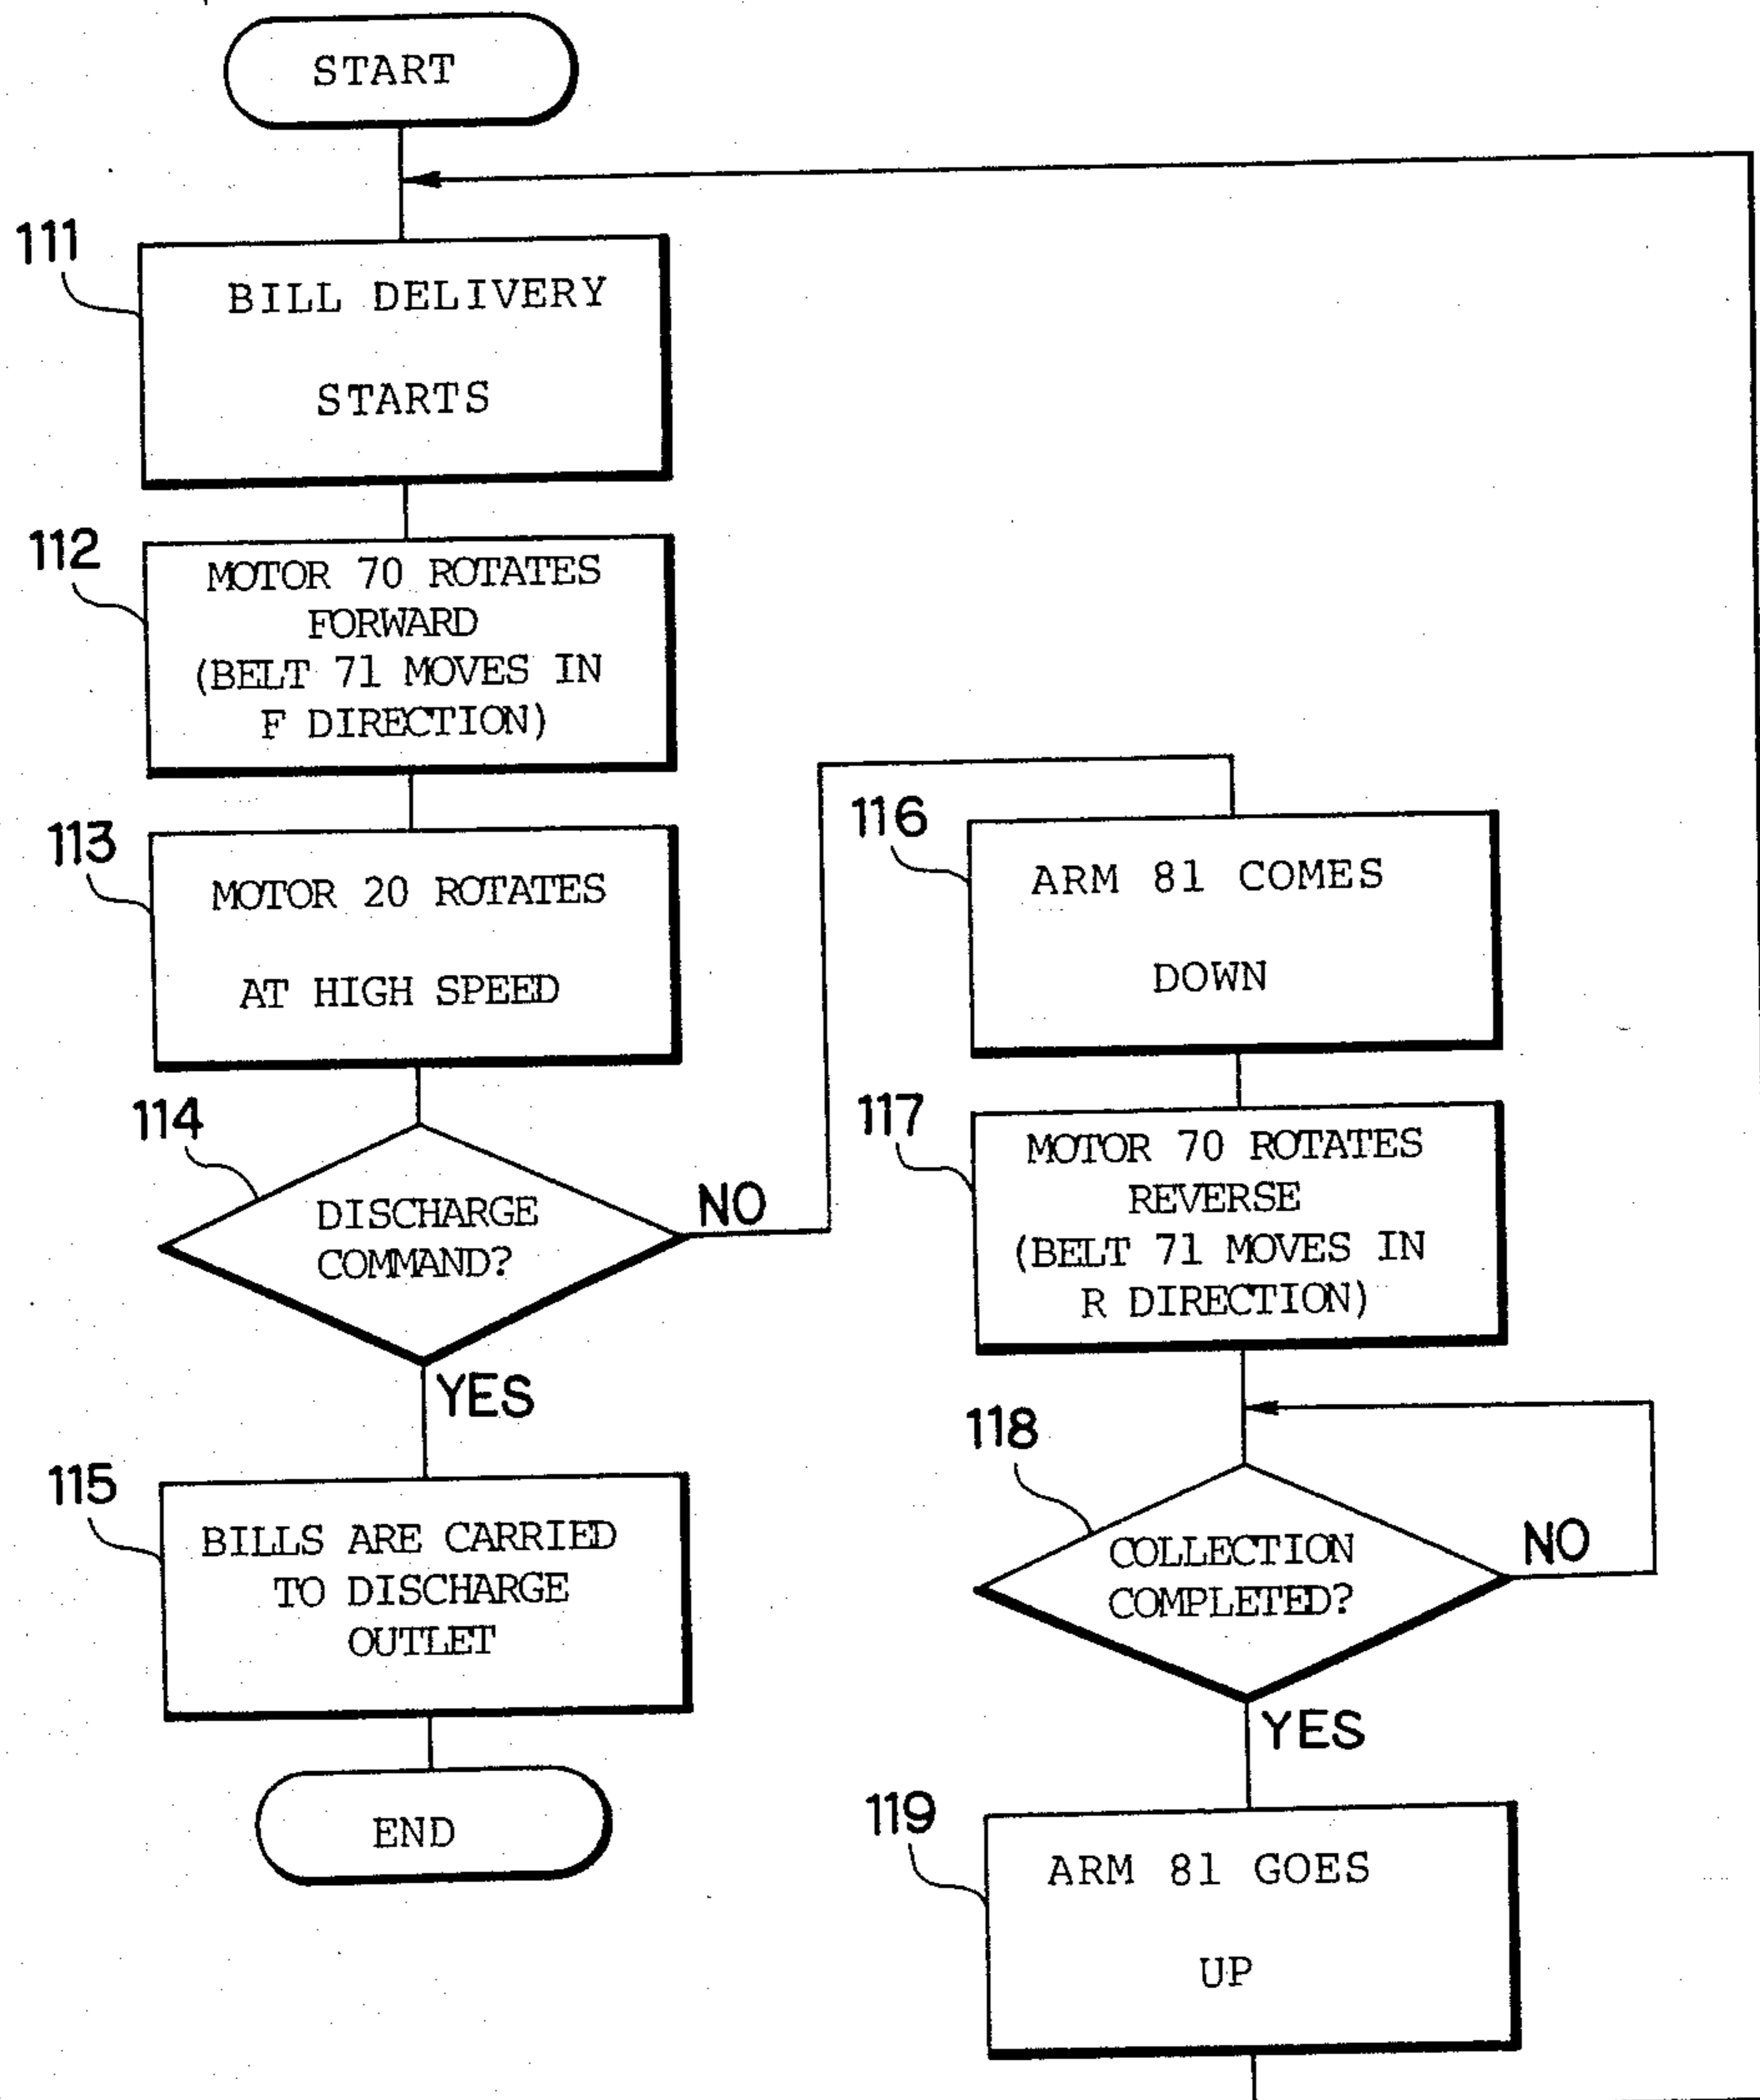 START
111
BILL DELIVERY
STARTS
112
MOTOR 70 ROTATES
FORWARD
(BELT 71 MOVES IN
F DIRECTION)
113
MOTOR 20 ROTATES
AT HIGH SPEED
114
DISCHARGE
COMMAND?
NO
YES
115
BILLS ARE CARRIED
TO DISCHARGE
OUTLET
END
116
ARM 81 COMES
DOWN
117
MOTOR 70 ROTATES
REVERSE
(BELT 71 MOVES IN
R DIRECTION)
118
COLLECTION
COMPLETED?
NO
YES
119
ARM 81 GOES
UP